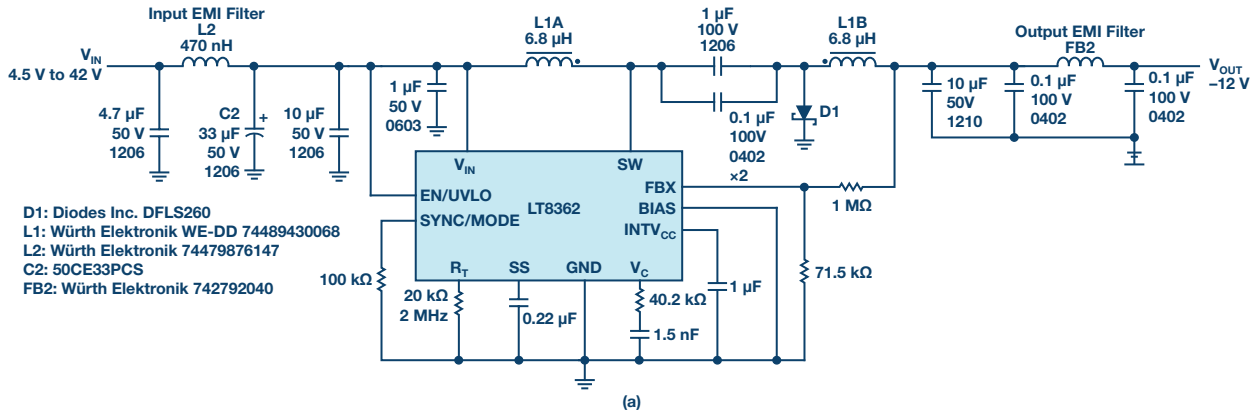 Input EMI Filter
L2
470 nH
V_IN
4.5 V to 42 V
4.7 µF
50 V
1206
C2
33 µF
50 V
1206
+
10 µF
50 V
1206
1 µF
50 V
0603
L1A
6.8 µH
1 µF
100 V
1206
0.1 µF
100V
0402
×2
L1B
6.8 µH
D1
Output EMI Filter
FB2
10 µF
50V
1210
0.1 µF
100 V
0402
0.1 µF
100 V
0402
V_OUT
–12 V
V_IN
SW
EN/UVLO
SYNC/MODE
LT8362
FBX
BIAS
INTV_CC
R_T
SS
GND
V_C
1 MΩ
71.5 kΩ
100 kΩ
20 kΩ
2 MHz
0.22 µF
40.2 kΩ
1.5 nF
1 µF
D1: Diodes Inc. DFLS260
L1: Würth Elektronik WE-DD 74489430068
L2: Würth Elektronik 74479876147
C2: 50CE33PCS
FB2: Würth Elektronik 742792040
(a)